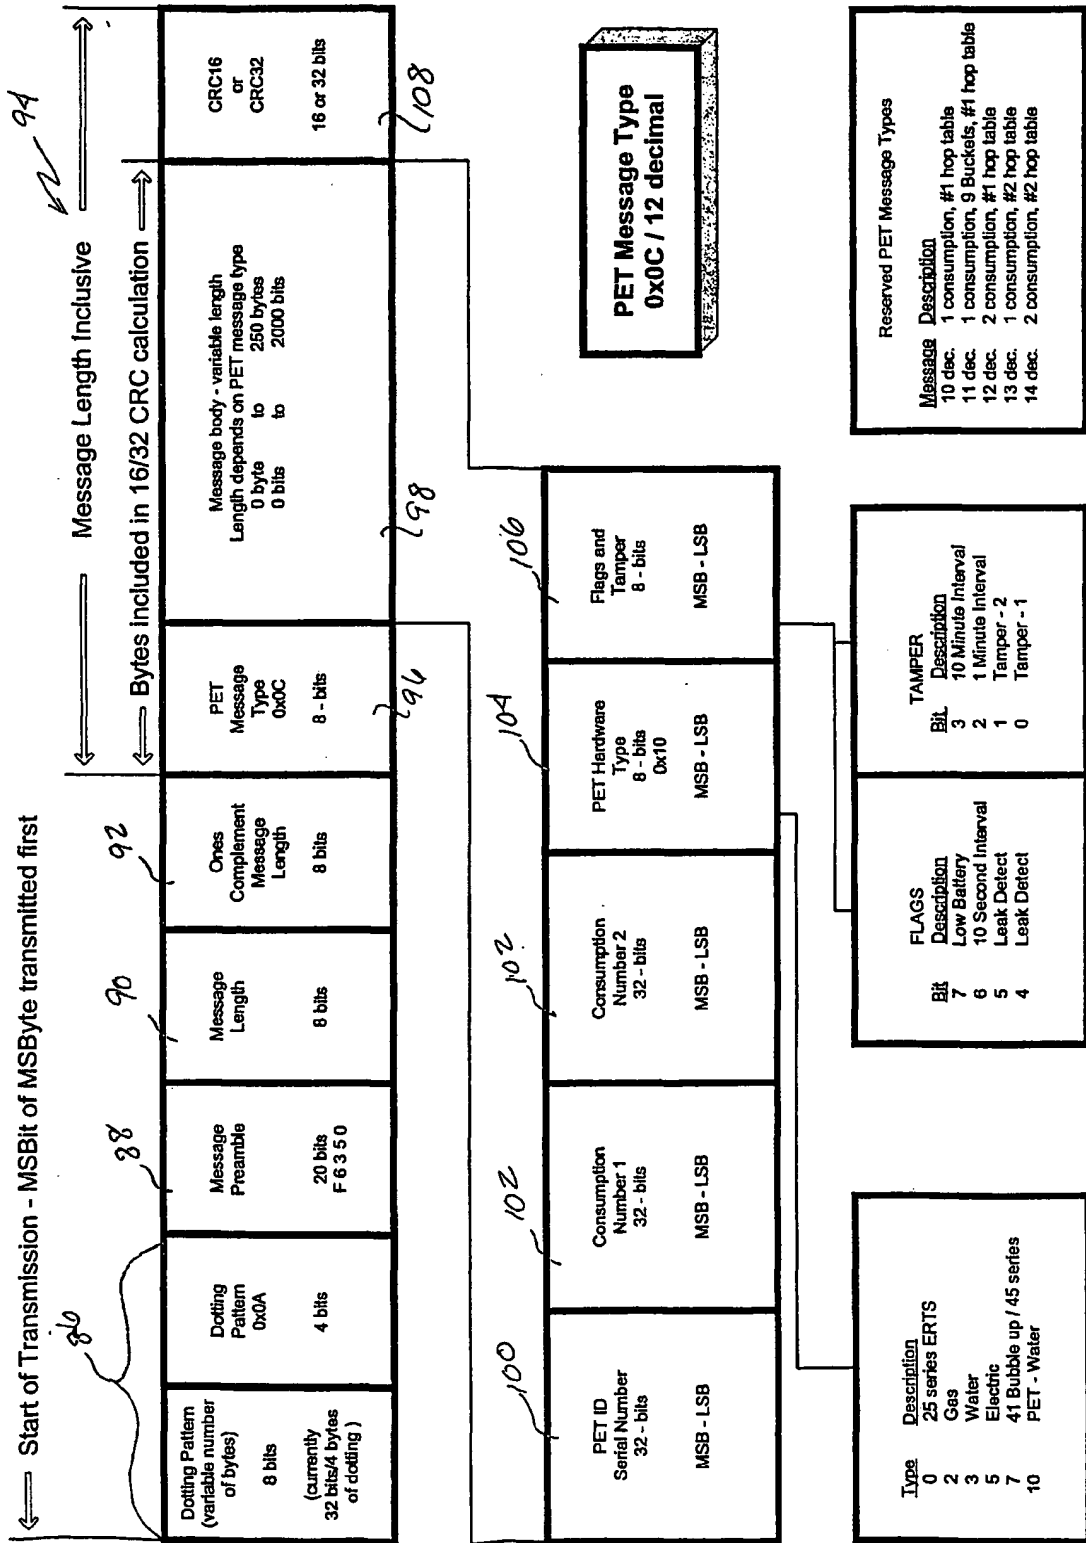 Start of Transmission - MSBit of MSByte transmitted first
Message Length Inclusive
94
Bytes included in 16/32 CRC calculation
86
88
90
92
Dotting Pattern
(variable number
of bytes)
8 bits
(currently
32 bits/4 bytes
of dotting )
Dotting
Pattern
0x0A
4 bits
Message
Preamble
20 bits
F 6 3 5 0
Message
Length
8 bits
Ones
Complement
Message
Length
8 bits
PET
Message
Type
0x0C
8 - bits
Message body - variable length
Length depends on PET message type
0 byte to 250 bytes
0 bits to 2000 bits
CRC16
or
CRC32
16 or 32 bits
96
98
108
100
102
102
104
106
PET ID
Serial Number
32 - bits
MSB - LSB
Consumption
Number 1
32 - bits
MSB - LSB
Consumption
Number 2
32 - bits
MSB - LSB
PET Hardware
Type
8 - bits
0x10
MSB - LSB
Flags and
Tamper
8 - bits
MSB - LSB
PET Message Type
0x0C / 12 decimal
Type Description
0 25 series ERTS
2 Gas
3 Water
5 Electric
7 41 Bubble up / 45 series
10 PET - Water
FLAGS
Bit Description
7 Low Battery
6 10 Second Interval
5 Leak Detect
4 Leak Detect
TAMPER
Bit Description
3 10 Minute Interval
2 1 Minute Interval
1 Tamper - 2
0 Tamper - 1
Reserved PET Message Types
Message Description
10 dec. 1 consumption, #1 hop table
11 dec. 1 consumption, 9 Buckets, #1 hop table
12 dec. 2 consumption, #1 hop table
13 dec. 1 consumption, #2 hop table
14 dec. 2 consumption, #2 hop table